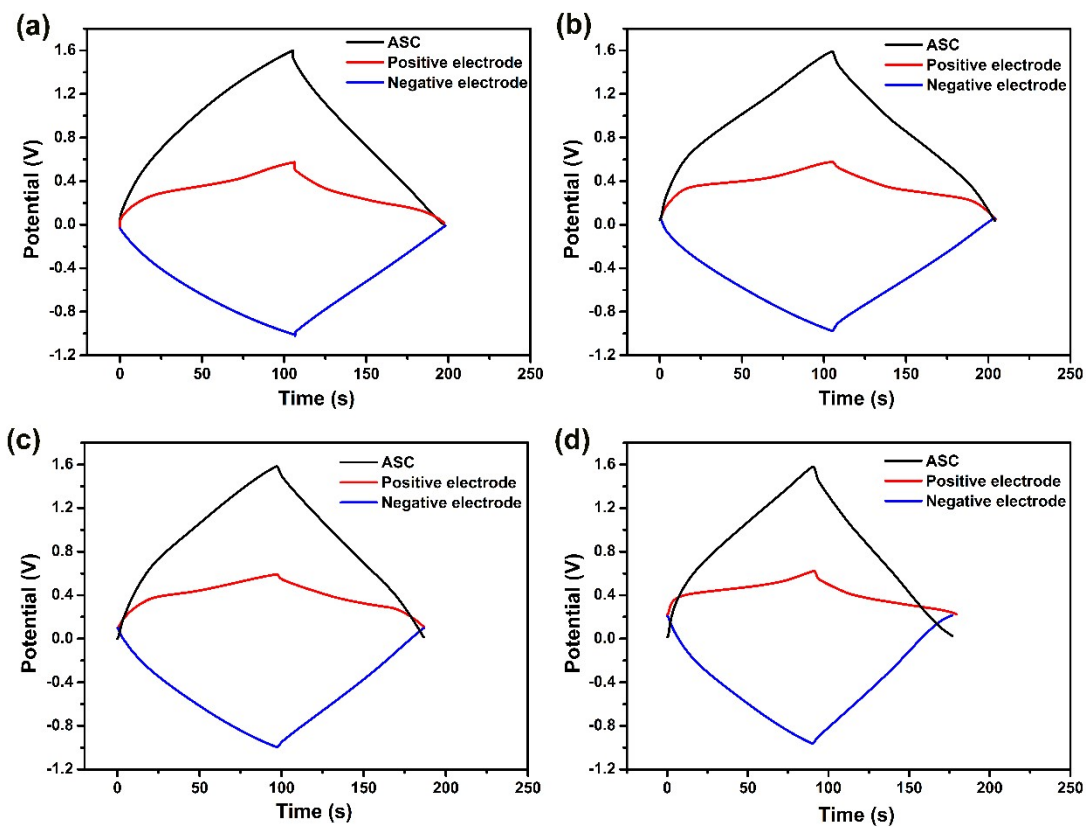 (a)
ASC
Positive electrode
Negative electrode
1.6
1.2
0.8
0.4
0.0
-0.4
-0.8
-1.2
Potential (V)
0 50 100 150 200 250
Time (s)
(b)
ASC
Positive electrode
Negative electrode
1.6
1.2
0.8
0.4
0.0
-0.4
-0.8
-1.2
Potential (V)
0 50 100 150 200 250
Time (s)
(c)
ASC
Positive electrode
Negative electrode
1.6
1.2
0.8
0.4
0.0
-0.4
-0.8
-1.2
Potential (V)
0 50 100 150 200 250
Time (s)
(d)
ASC
Positive electrode
Negative electrode
1.6
1.2
0.8
0.4
0.0
-0.4
-0.8
-1.2
Potential (V)
0 50 100 150 200 250
Time (s)